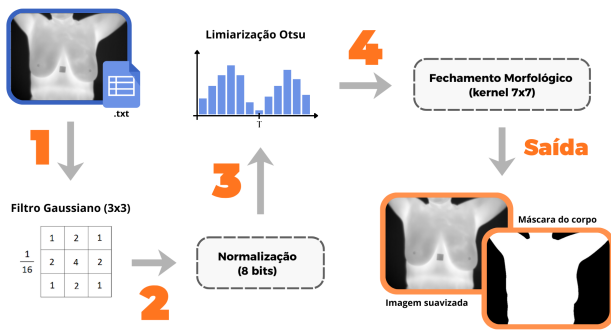 .txt
1
Filtro Gaussiano (3x3)
1
16
1 2 1
2 4 2
1 2 1
2
Normalização
(8 bits)
3
Limiarização Otsu
T
4
Fechamento Morfológico
(kernel 7x7)
Saída
Imagem suavizada
Máscara do corpo